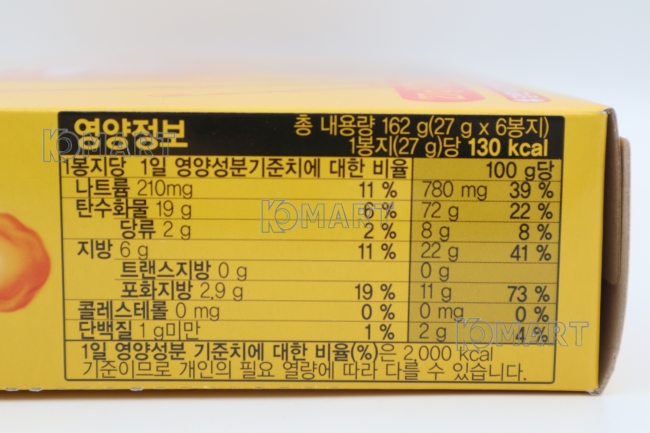 영양정보 총 내용량 162 g(27 g x 6봉지)
1봉지(27 g)당 130 kcal
1봉지당 1일 영양성분기준치에 대한 비율 100 g당
나트륨 210mg 11 % 780 mg 39 %
탄수화물 19 g 6 % 72 g 22 %
당류 2 g 2 % 8 g 8 %
지방 6 g 11 % 22 g 41 %
트랜스지방 0 g 0 g
포화지방 2.9 g 19 % 11 g 73 %
콜레스테롤 0 mg 0 % 0 mg 0 %
단백질 1 g미만 1 % 2 g 4 %
1일 영양성분 기준치에 대한 비율(%)은 2,000 kcal
기준이므로 개인의 필요 열량에 따라 다를 수 있습니다.
KOMART
KOMART
KOMART